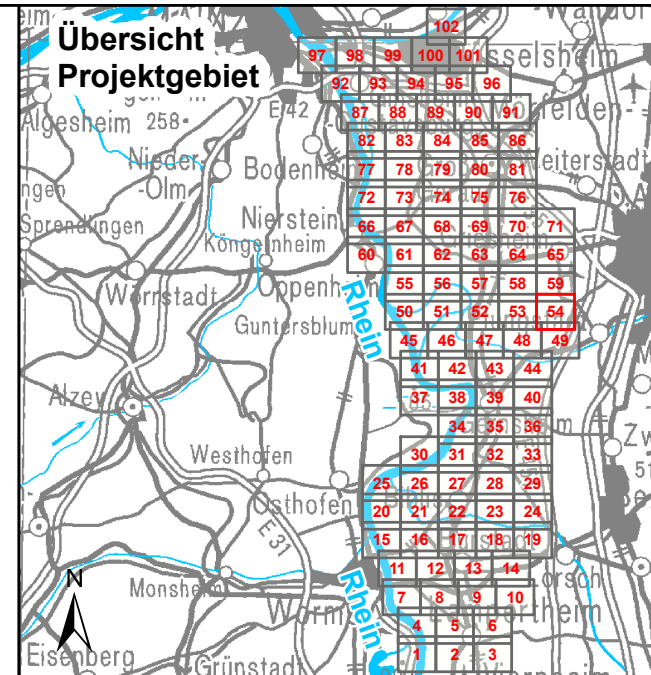 Übersicht
Projektgebiet
102
97 98 99 100 101
sselsheim
92 93 94 95 96
E 42
87 88 89 90 91
Algesheim 258
82 83 84 85 86
Nieder-
-Olm
Bodenheim
77 78 79 80 81
72 73 74 75 76
Sprendlingen
Nierstein
66 67 68 69 70 71
Köngernheim
60 61 62 63 64 65
Wörrstadt
Oppenheim
55 56 57 58 59
Rhein
50 51 52 53 54
Guntersblum
45 46 47 48 49
41 42 43 44
Alzey
37 38 39 40
34 35 36
Westhofen
30 31 32 33
25 26 27 28 29
Osthofen
20 21 22 23 24
E 31
15 16 17 18 19
N
11 12 13 14
Lorsch
Monsheim
Rhein
7 8 9 10
Worms
4 5 6
Eisenberg
Grünstadt
1 2 3